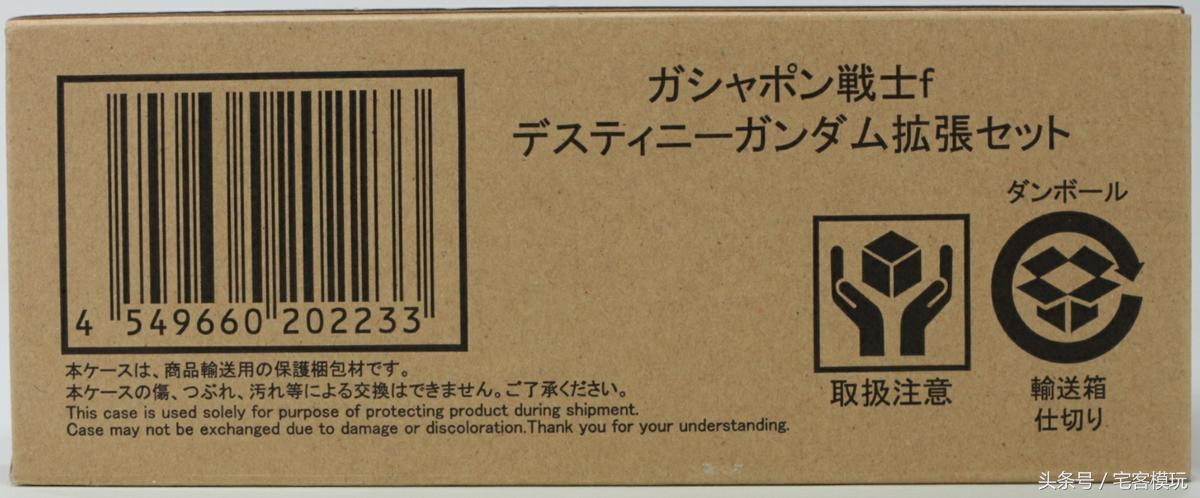 ガシャポン戦士f
デスティニーガンダム拡張セット
ダンボール
4 549660 202233
取扱注意
輸送箱
仕切り
本ケースは、商品輸送用の保護梱包材です。
本ケースの傷、つぶれ、汚れ等による交換はできません。ご了承ください。
This case is used solely for purpose of protecting product during shipment.
Case may not be exchanged due to damage or discoloration.Thank you for your understanding.
头条号 / 宅客模玩